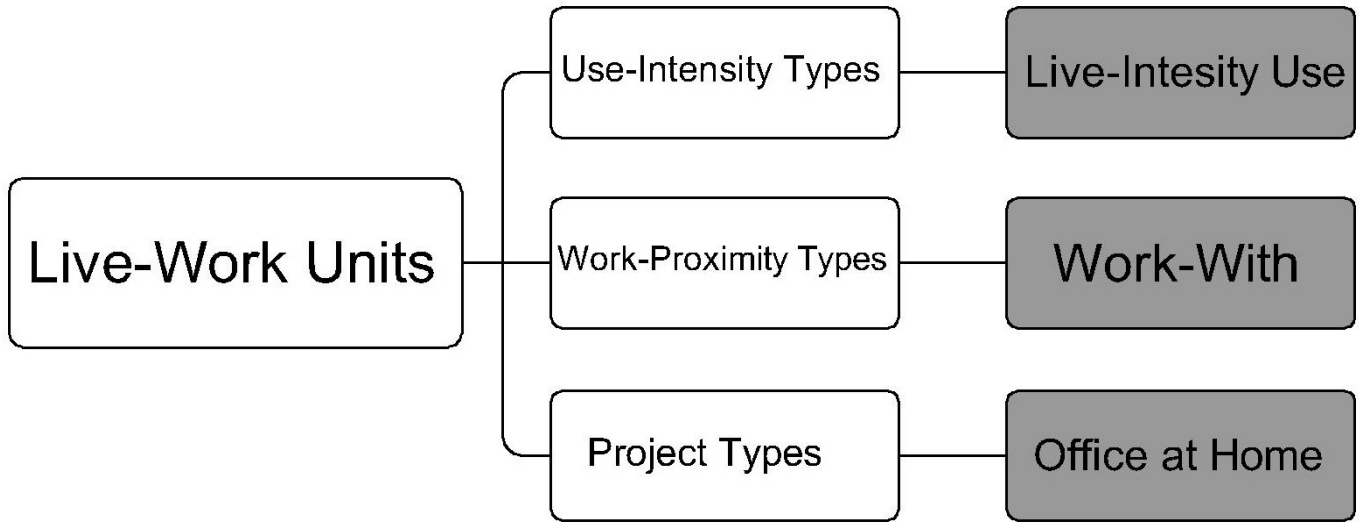 Use-Intensity Types
Live-Intesity Use
Live-Work Units
Work-Proximity Types
Work-With
Project Types
Office at Home